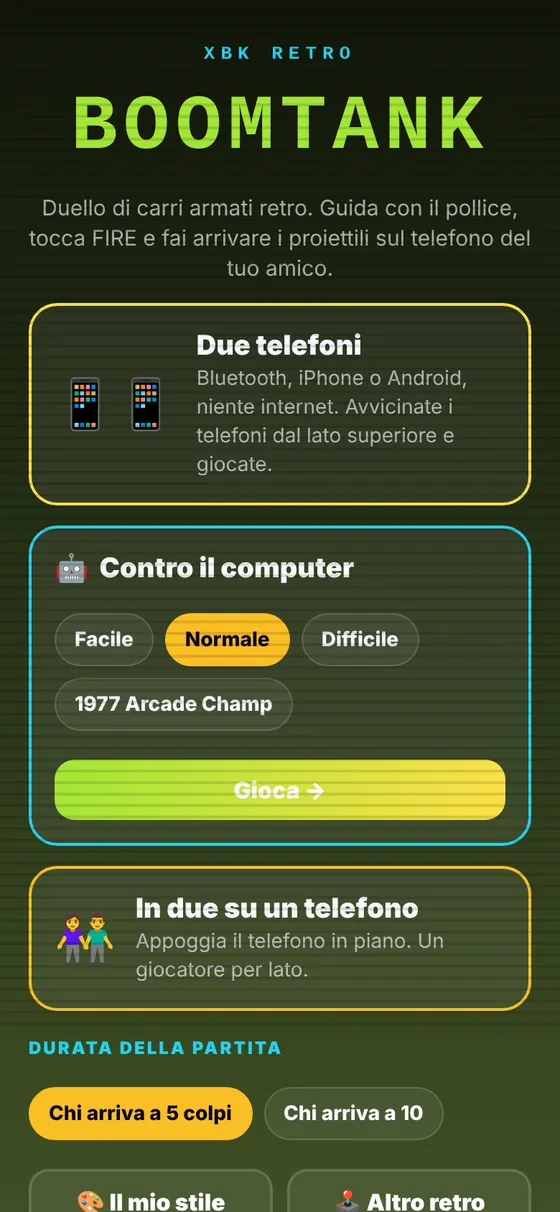 XBK RETRO
BOOMTANK
Duello di carri armati retro. Guida con il pollice,
tocca FIRE e fai arrivare i proiettili sul telefono del
tuo amico.
Due telefoni
Bluetooth, iPhone o Android,
niente internet. Avvicinate i
telefoni dal lato superiore e
giocate.
Contro il computer
Facile
Normale
Difficile
1977 Arcade Champ
Gioca →
In due su un telefono
Appoggia il telefono in piano. Un
giocatore per lato.
DURATA DELLA PARTITA
Chi arriva a 5 colpi
Chi arriva a 10
Il mio stile
Altro retro